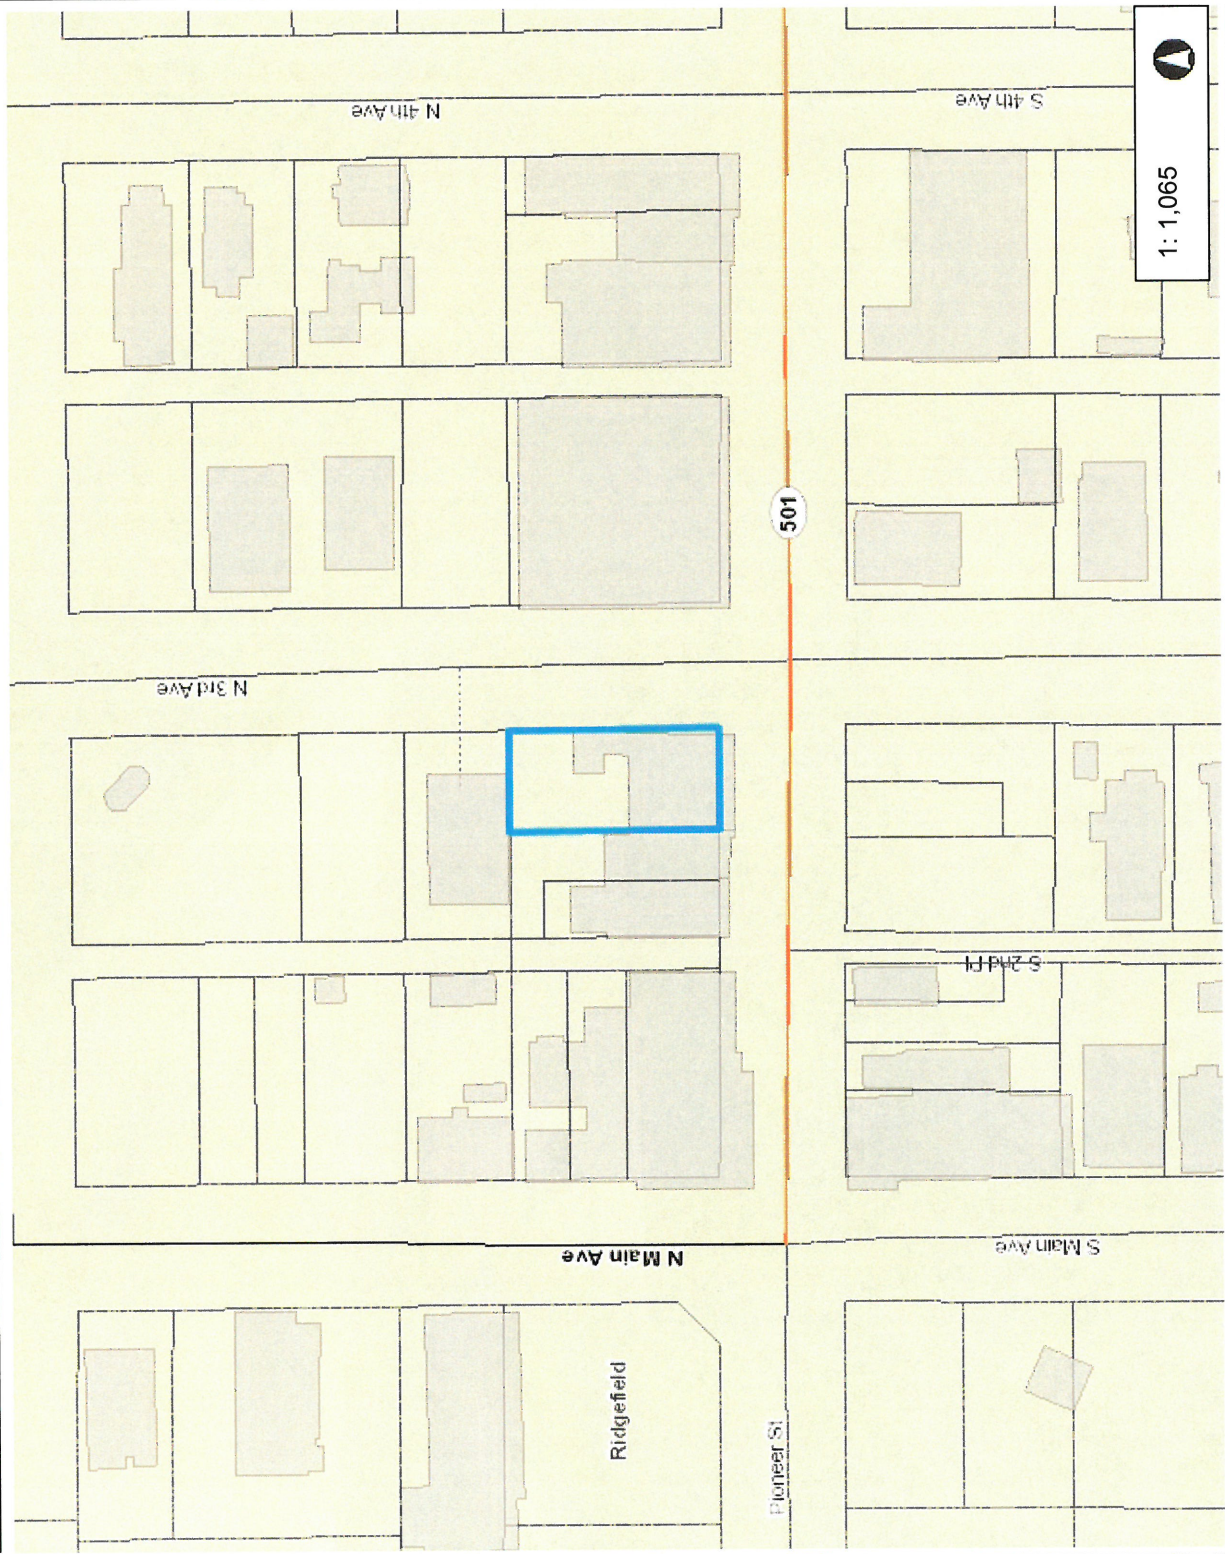 N 4th Ave
S 4th Ave
1: 1,065
501
N 3rd Ave
S 2nd Pl
N Main Ave
S Main Ave
Ridgefield
Pioneer St